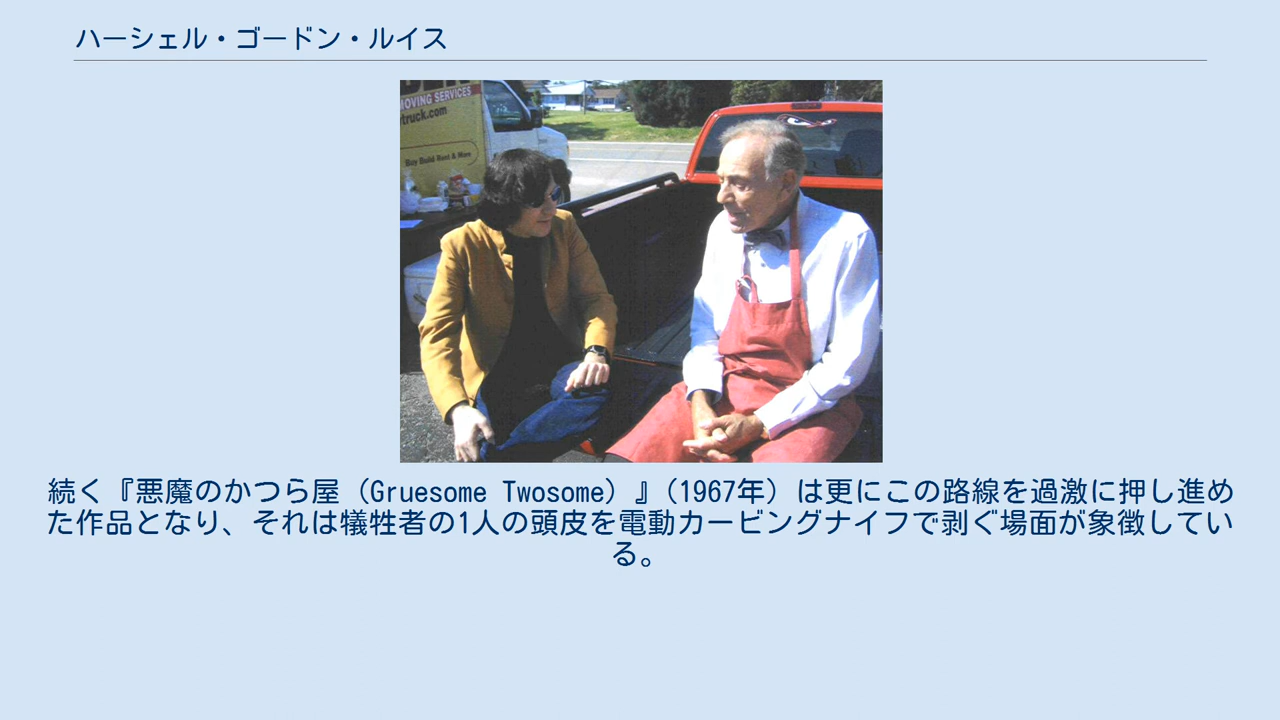 ハーシェル・ゴードン・ルイス
MOVING SERVICES
truck.com
Buy Build Rent & More
続く『悪魔のかつら屋（Gruesome Twosome）』（1967年）は更にこの路線を過激に押し進め
た作品となり、それは犠牲者の1人の頭皮を電動カービングナイフで剥ぐ場面が象徴してい
る。